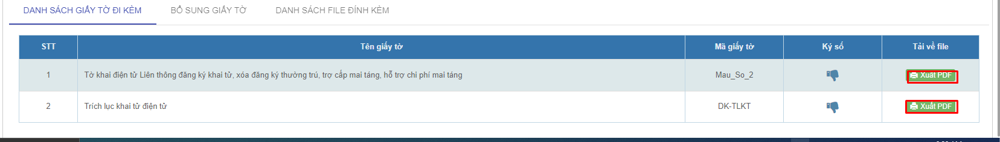 DANH SÁCH GIẤY TỜ ĐI KÈM BỔ SUNG GIẤY TỜ DANH SÁCH FILE ĐÍNH KÈM
STT Tên giấy tờ Mã giấy tờ Ký số Tải về file
1 Tờ khai điện tử Liên thông đăng ký khai tử, xóa đăng ký thường trú, trợ cấp mai táng, hỗ trợ chi phí mai táng Mau_So_2 Xuất PDF
2 Trích lục khai tử điện tử DK-TLKT Xuất PDF